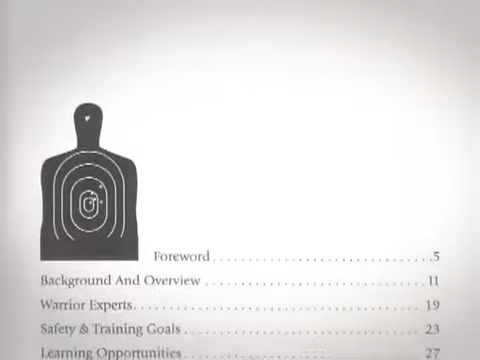 Foreword . . . . . . . . . . . . . . . . . . . . . . . . . . . . . . . . . . . . .5
Background And Overview . . . . . . . . . . . . . . . . . . . . . . . . . . . . . . . . . . . . . 11
Warrior Experts. . . . . . . . . . . . . . . . . . . . . . . . . . . . . . . . . . . . . . . . . . . . . 19
Safety & Training Goals . . . . . . . . . . . . . . . . . . . . . . . . . . . . . . . . . . . . . . 23
Learning Opportunities. . . . . . . . . . . . . . . . . . . . . . . . . . . . . . . . . . . . . . 27